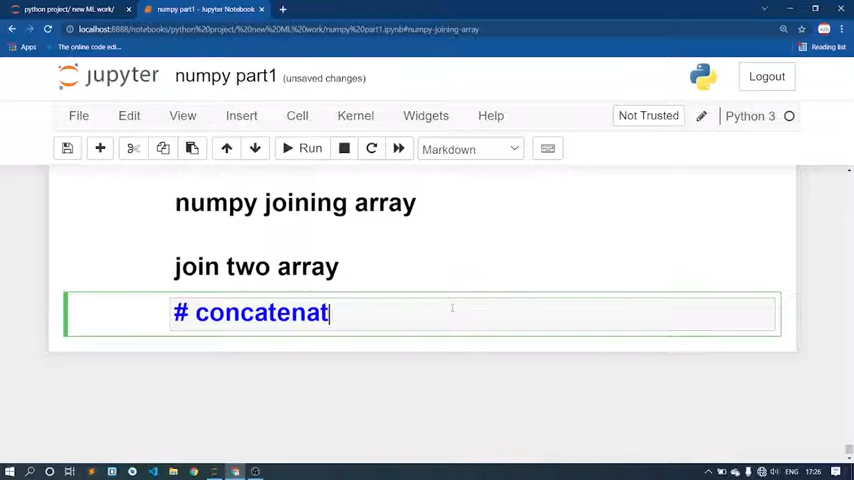 python project/ new ML work/
numpy part1 - Jupyter Notebook
localhost:8888/notebooks/python%20project/%20new%20ML%20work/numpy%20part1.ipynb#numpy-joining-array
Apps
The online code edi...
Reading list
jupyter
numpy part1 (unsaved changes)
Logout
File Edit View Insert Cell Kernel Widgets Help
Not Trusted
Python 3
Run
Markdown
numpy joining array
join two array
# concatenat
ENG
17:26